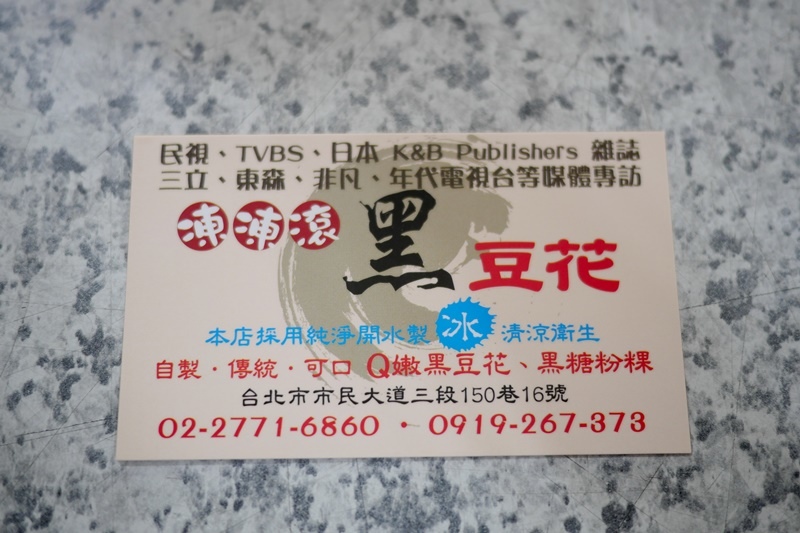 民視、TVBS、日本 K&B Publishers 雜誌
三立、東森、非凡、年代電視台等媒體專訪
凍凍滾 黑豆花
本店採用純淨開水製冰 清涼衛生
自製·傳統·可口 Q嫩黑豆花、黑糖粉粿
台北市市民大道三段150巷16號
02-2771-6860 · 0919-267-373